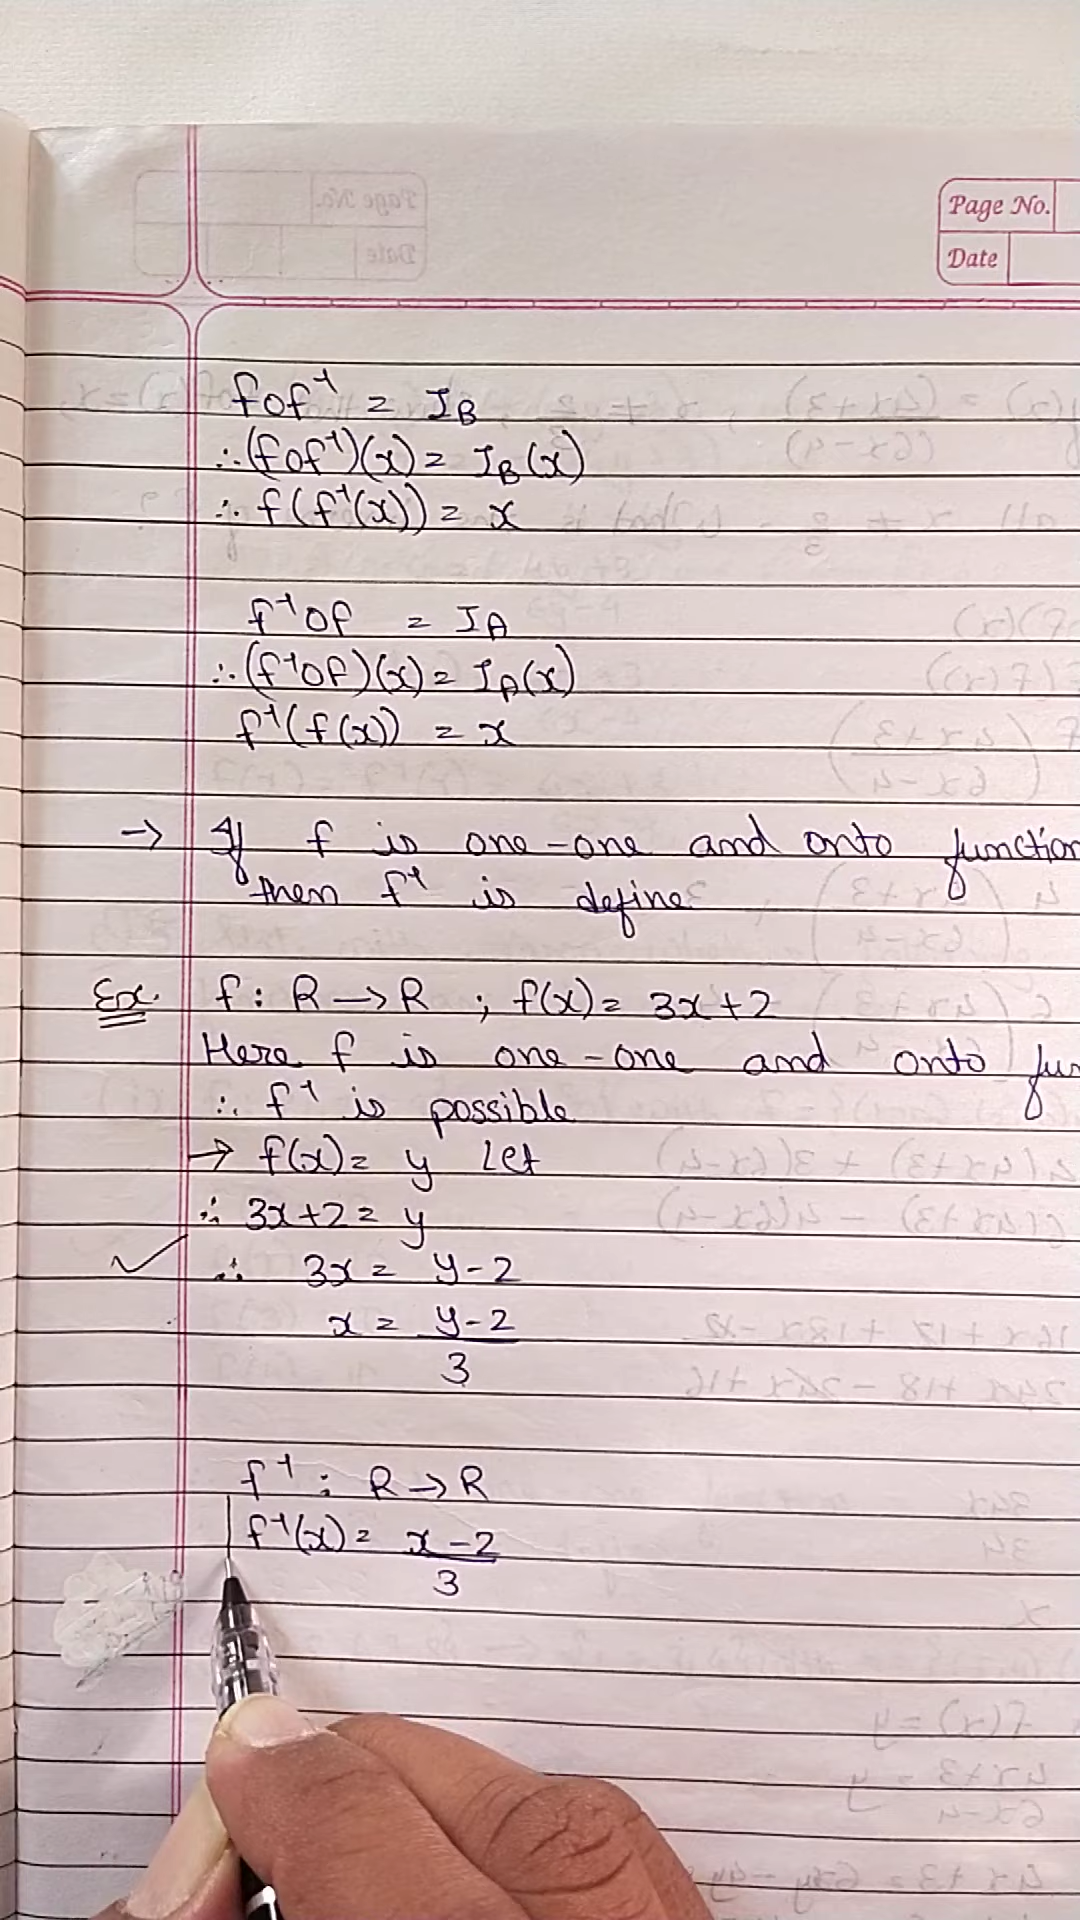 Page No.
Date
fof⁻¹ = I_B
∴ (fof⁻¹)(x) = I_B(x)
∴ f(f⁻¹(x)) = x
f⁻¹of = I_A
∴ (f⁻¹of)(x) = I_A(x)
f⁻¹(f(x)) = x
→ If f is one-one and onto function
then f⁻¹ is define
Ex. f : R → R ; f(x) = 3x+2
Here f is one-one and onto fun
∴ f⁻¹ is possible
→ f(x) = y Let
∴ 3x+2 = y
∴ 3x = y-2
x = y-2
3
f⁻¹ : R → R
f⁻¹(x) = x-2
3